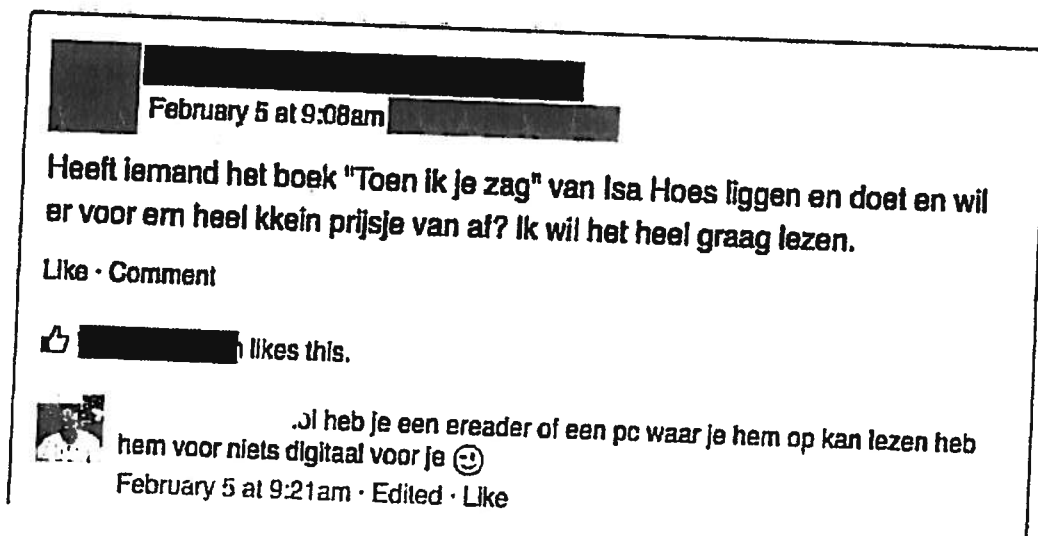 February 5 at 9:08am
Heeft iemand het boek "Toen ik je zag" van Isa Hoes liggen en doet en wil
er voor em heel kkein prijsje van af? Ik wil het heel graag lezen.
Like · Comment
likes this.
heb je een ereader of een pc waar je hem op kan lezen heb
hem voor niets digitaal voor je 🙂
February 5 at 9:21am · Edited · Like